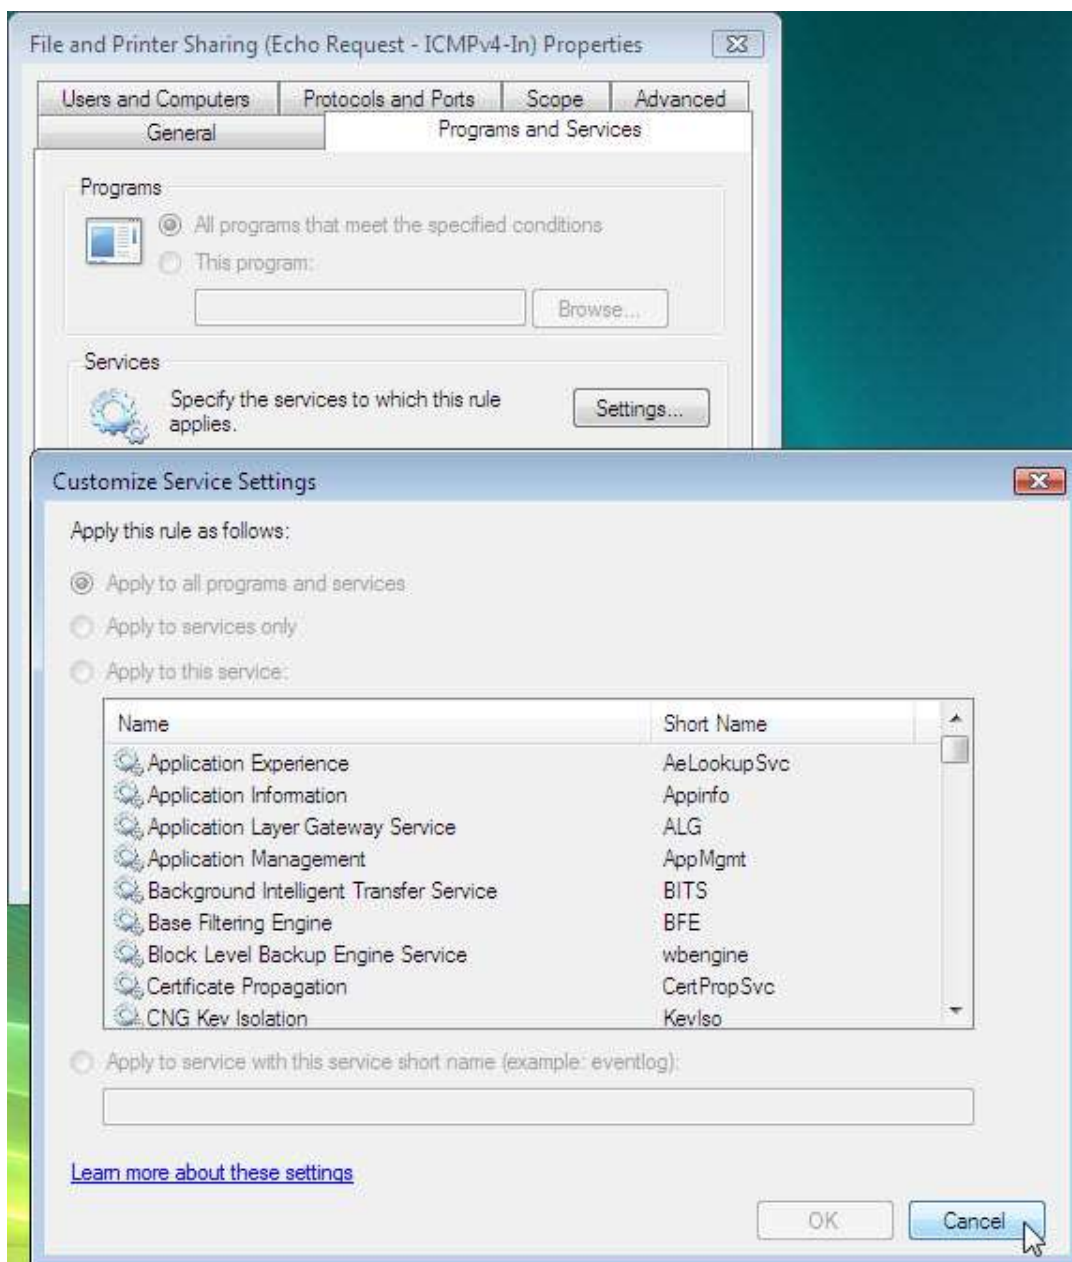 File and Printer Sharing (Echo Request - ICMPv4-In) Properties
Users and Computers
Protocols and Ports
Scope
Advanced
General
Programs and Services
Programs
All programs that meet the specified conditions
This program:
Browse...
Services
Specify the services to which this rule
applies.
Settings...
Customize Service Settings
Apply this rule as follows:
Apply to all programs and services
Apply to services only
Apply to this service:
Name Short Name
Application Experience AeLookupSvc
Application Information Appinfo
Application Layer Gateway Service ALG
Application Management AppMgmt
Background Intelligent Transfer Service BITS
Base Filtering Engine BFE
Block Level Backup Engine Service wbengine
Certificate Propagation CertPropSvc
CNG Key Isolation KeyIso
Apply to service with this service short name (example: eventlog):
Learn more about these settings
OK
Cancel